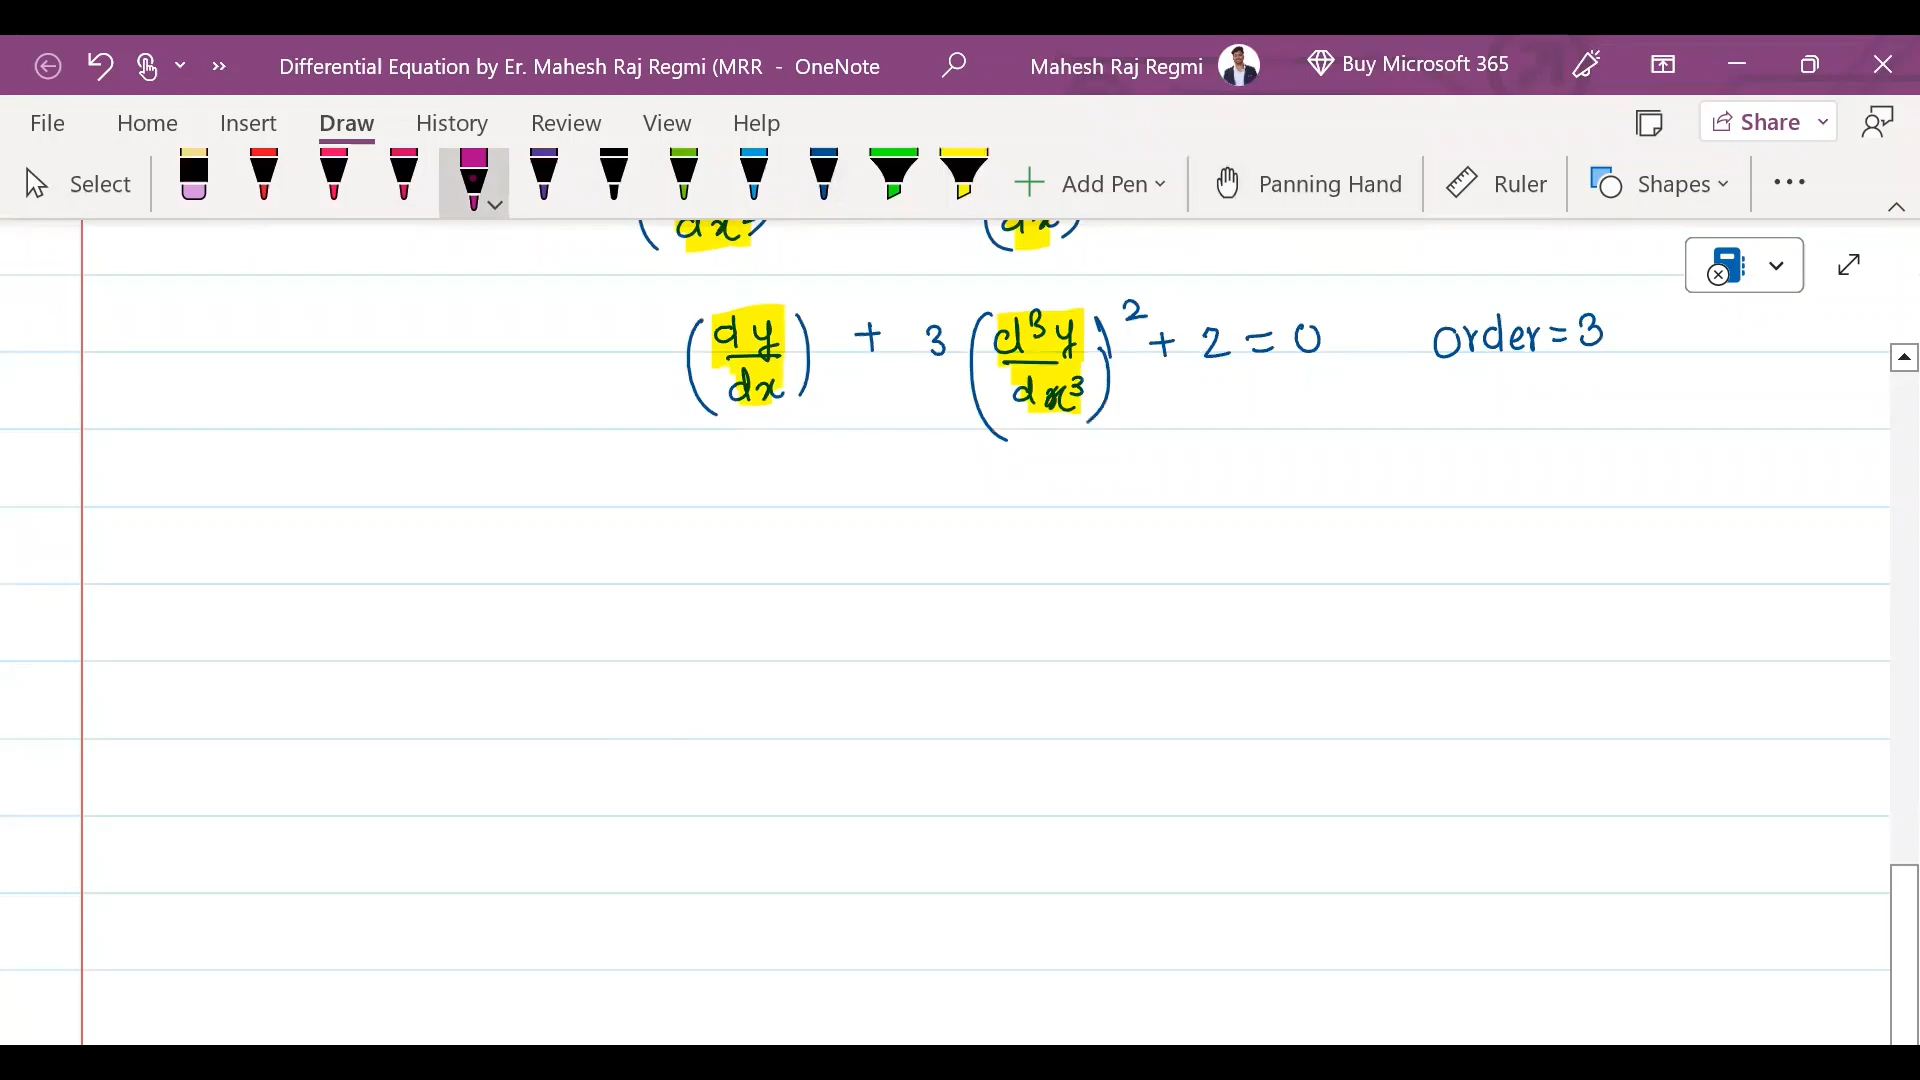 Differential Equation by Er. Mahesh Raj Regmi (MRR - OneNote Mahesh Raj Regmi Buy Microsoft 365
File Home Insert Draw History Review View Help Share
Select Add Pen Panning Hand Ruler Shapes
(dy/dx) + 3 (d³y/dx³)² + 2 = 0 Order = 3